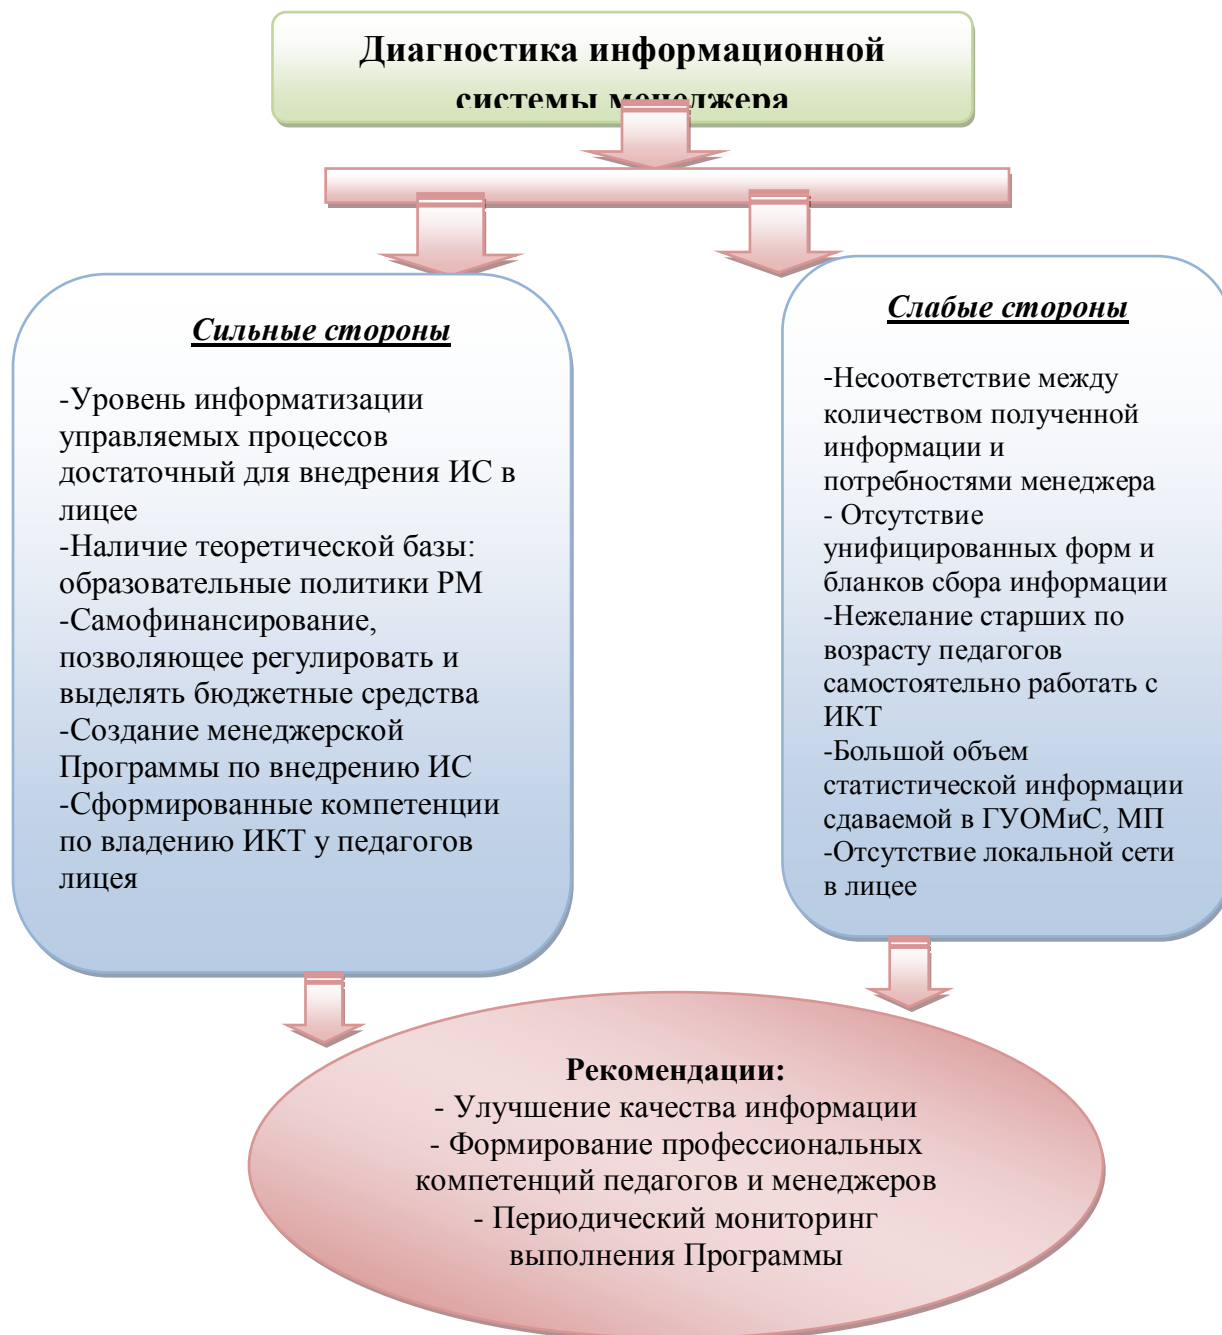 Диагностика информационной
системы менеджера
Сильные стороны
-Уровень информатизации
управляемых процессов
достаточный для внедрения ИС в
лицее
-Наличие теоретической базы:
образовательные политики РМ
-Самофинансирование,
позволяющее регулировать и
выделять бюджетные средства
-Создание менеджерской
Программы по внедрению ИС
-Сформированные компетенции
по владению ИКТ у педагогов
лицея
Слабые стороны
-Несоответствие между
количеством полученной
информации и
потребностями менеджера
- Отсутствие
унифицированных форм и
бланков сбора информации
-Нежелание старших по
возрасту педагогов
самостоятельно работать с
ИКТ
-Большой объем
статистической информации
сдаваемой в ГУОМиС, МП
-Отсутствие локальной сети
в лицее
Рекомендации:
- Улучшение качества информации
- Формирование профессиональных
компетенций педагогов и менеджеров
- Периодический мониторинг
выполнения Программы